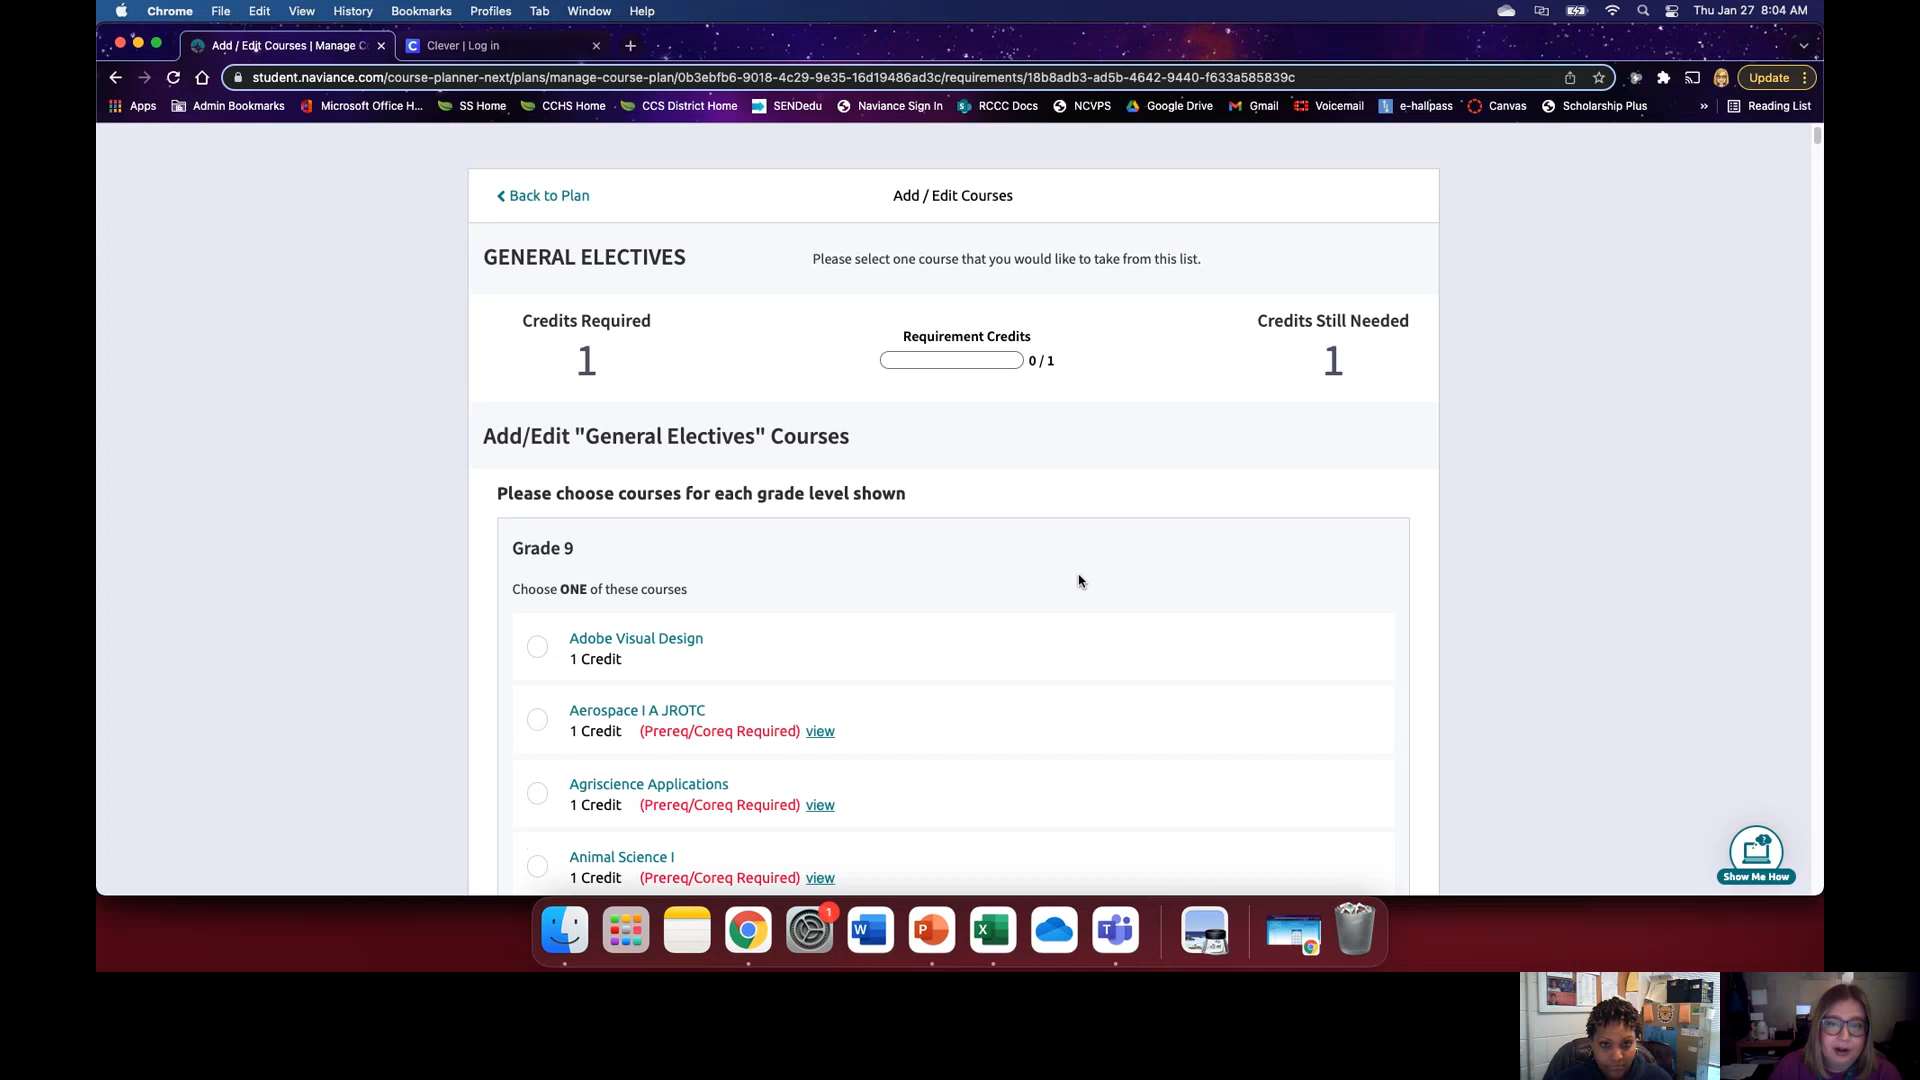 Chrome File Edit View History Bookmarks Profiles Tab Window Help Thu Jan 27 8:04 AM
Add / Edit Courses | Manage C Clever | Log in
student.naviance.com/course-planner-next/plans/manage-course-plan/0b3ebfb6-9018-4c29-9e35-16d19486ad3c/requirements/18b8adb3-ad5b-4642-9440-f633a585839c Update
Apps Admin Bookmarks Microsoft Office H... SS Home CCHS Home CCS District Home SENDedu Naviance Sign In RCCC Docs NCVPS Google Drive Gmail Voicemail e-hallpass Canvas Scholarship Plus » Reading List
Back to Plan Add / Edit Courses
GENERAL ELECTIVES Please select one course that you would like to take from this list.
Credits Required Credits Still Needed
Requirement Credits
1 0 / 1 1
Add/Edit "General Electives" Courses
Please choose courses for each grade level shown
Grade 9
Choose ONE of these courses
Adobe Visual Design
1 Credit
Aerospace I A JROTC
1 Credit (Prereq/Coreq Required) view
Agriscience Applications
1 Credit (Prereq/Coreq Required) view
Animal Science I
1 Credit (Prereq/Coreq Required) view
Show Me How
1
W P X T